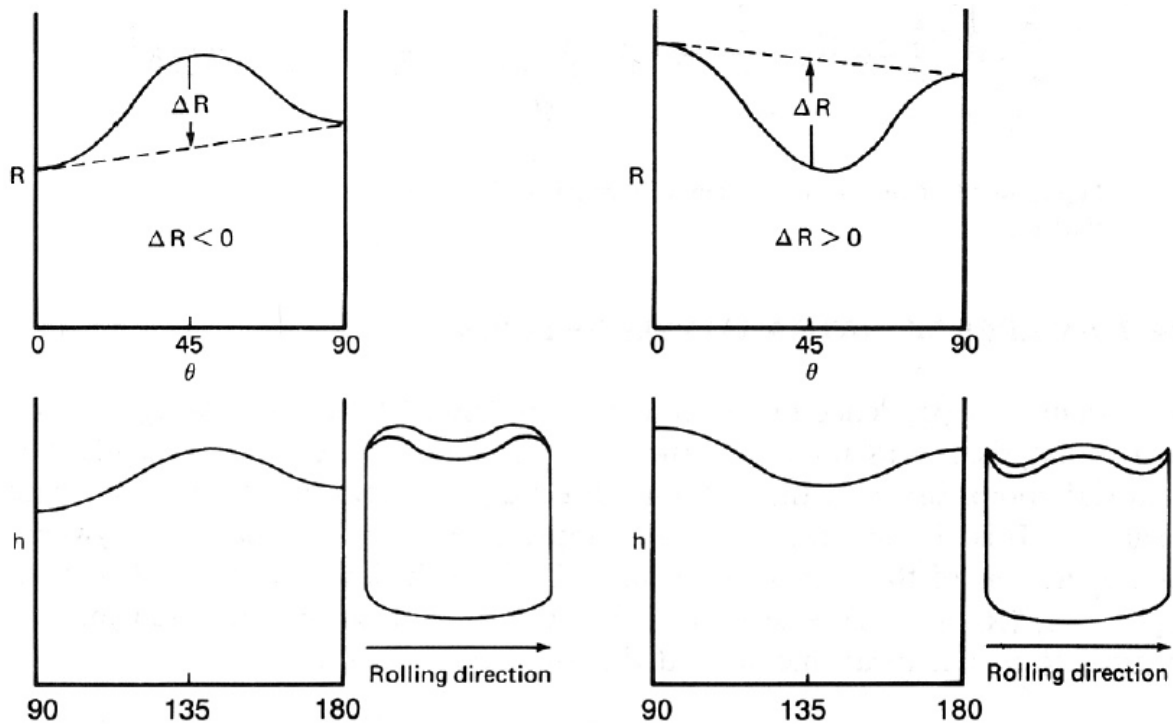 ΔR
R
ΔR < 0
0 45 90
θ
ΔR
R
ΔR > 0
0 45 90
θ
h
Rolling direction
90 135 180
h
Rolling direction
90 135 180